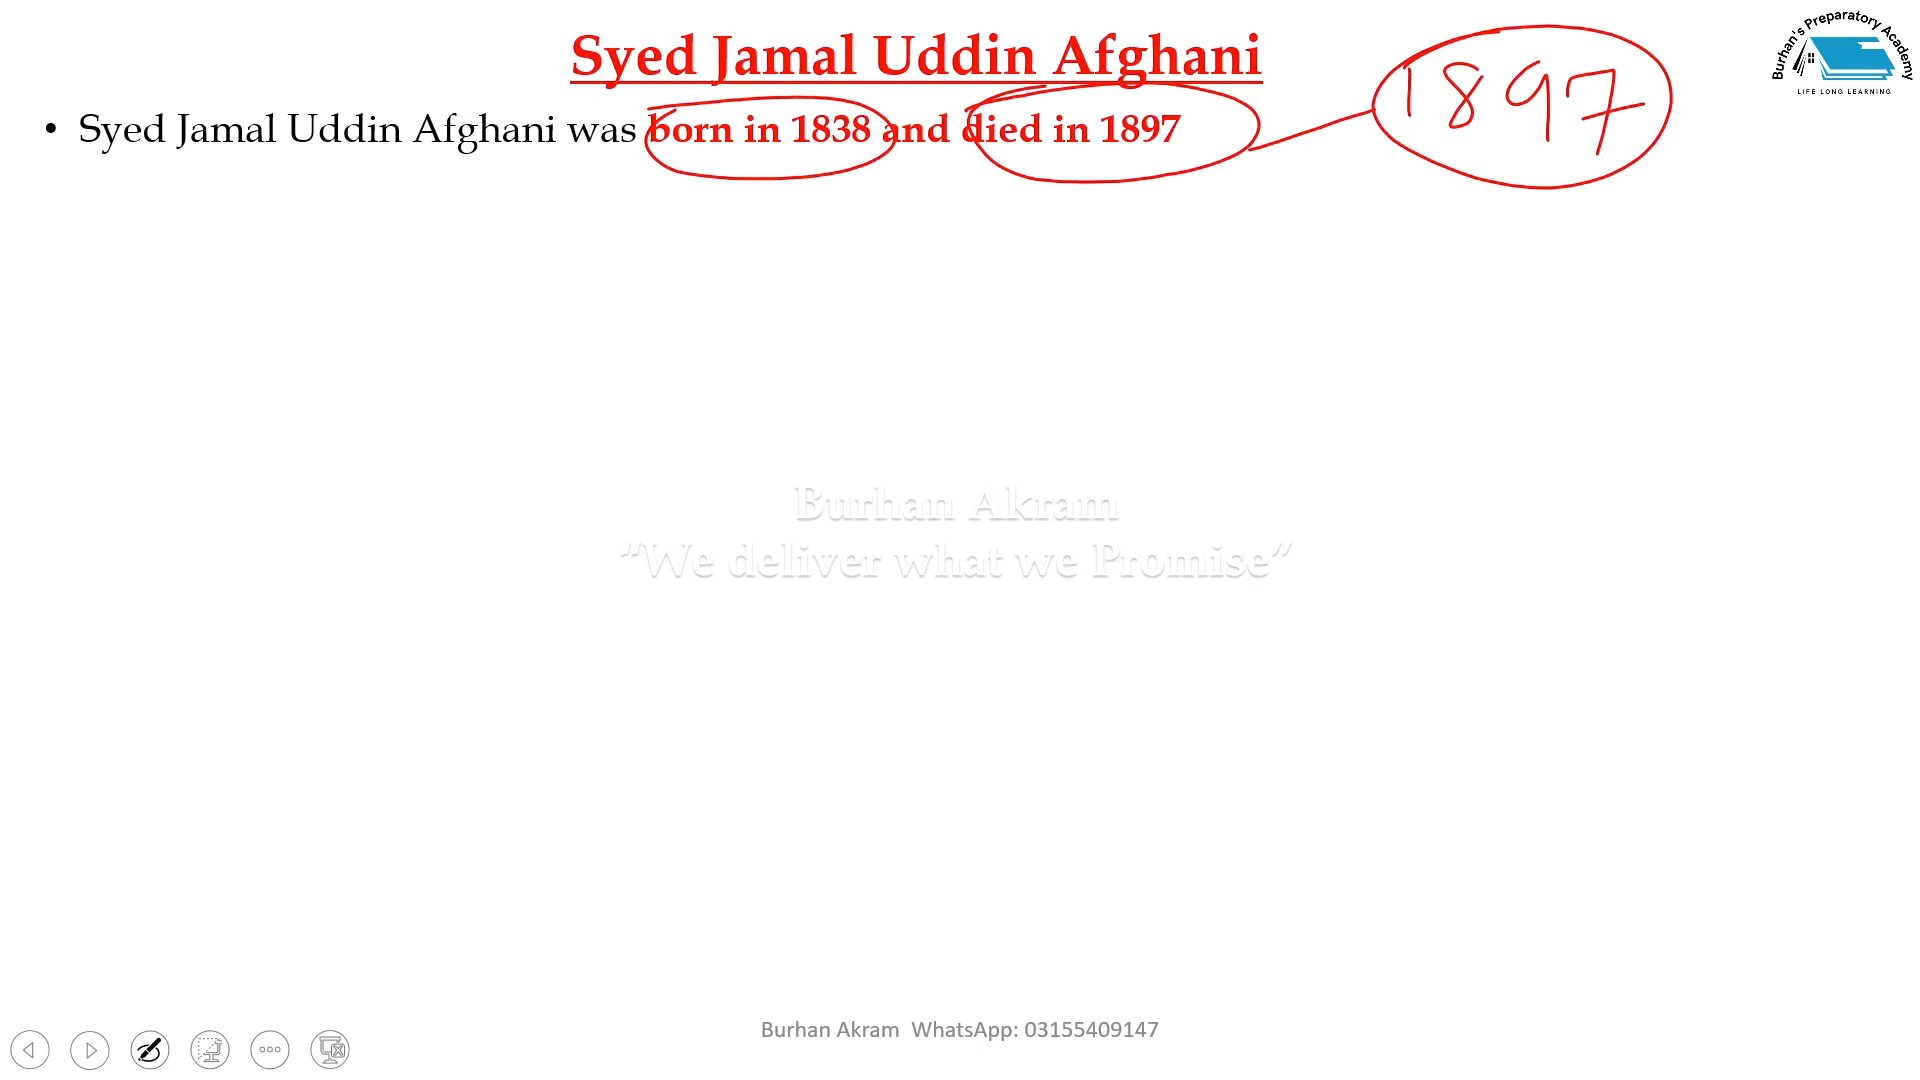 Syed Jamal Uddin Afghani
1897
Burhan's Preparatory Academy
LIFE LONG LEARNING
• Syed Jamal Uddin Afghani was born in 1838 and died in 1897
Burhan Akram
“We deliver what we Promise”
Burhan Akram WhatsApp: 03155409147